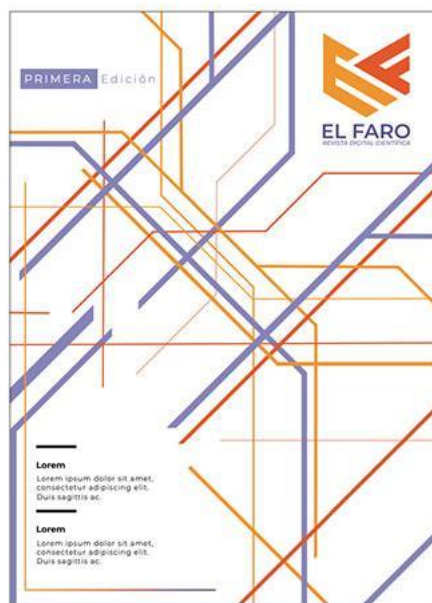 PRIMERA Edición
EL FARO
REVISTA DIGITAL CIENTÍFICA
Lorem
Lorem ipsum dolor sit amet,
consectetur adipiscing elit.
Duis sagittis ac.
Lorem
Lorem ipsum dolor sit amet,
consectetur adipiscing elit.
Duis sagittis ac.